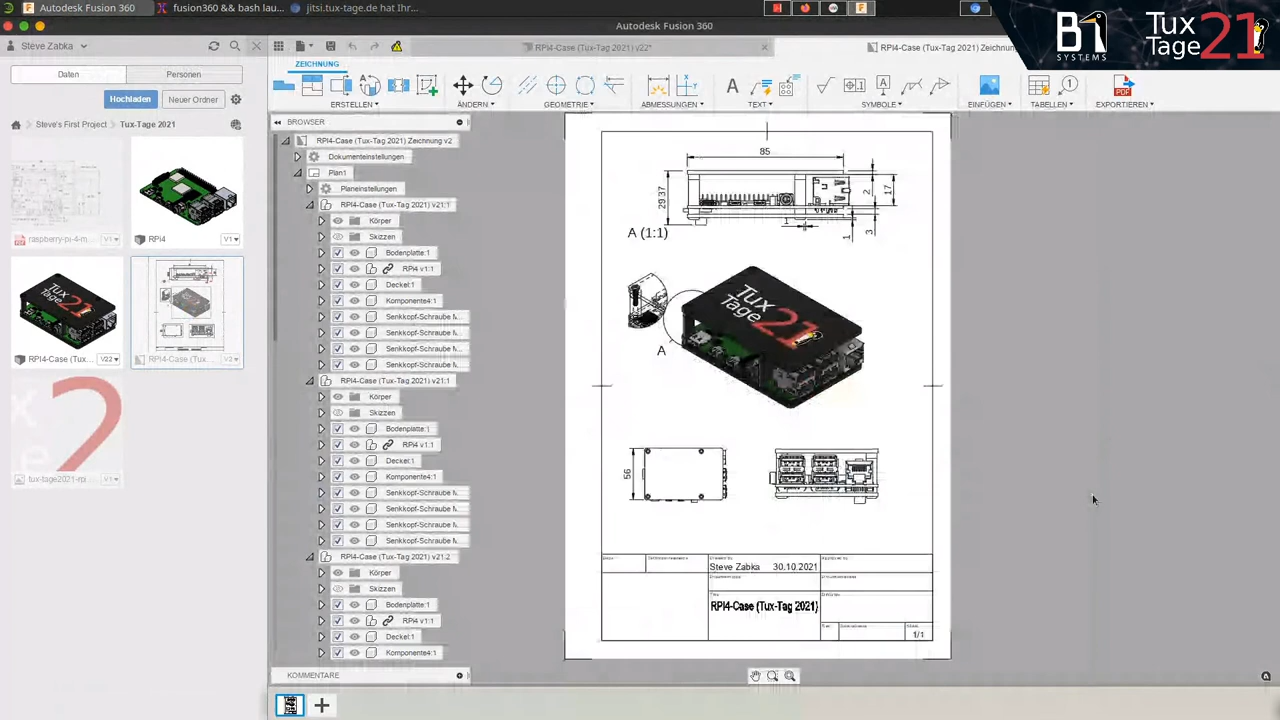 Autodesk Fusion 360
fusion360 && bash lau...
jitsi.tux-tage.de hat Ihr...
Autodesk Fusion 360
B1
SYSTEMS
Tux
Tage 21
Steve Zabka
RPI4-Case (Tux-Tag 2021) v22*
RPI4-Case (Tux-Tag 2021) Zeichnun
Daten
Personen
Hochladen
Neuer Ordner
Steve's First Project
Tux-Tage 2021
raspberry-pi-4-m
V1
RPI4
V1
RPI4-Case (Tux...
V22
RPI4-Case (Tux...
tux-tage2021-roi...
V1
ZEICHNUNG
ERSTELLEN
ÄNDERN
GEOMETRIE
ABMESSUNGEN
TEXT
SYMBOLE
EINFÜGEN
TABELLEN
EXPORTIEREN
PDF
BROWSER
RPI4-Case (Tux-Tag 2021) Zeichnung v2
Dokumenteinstellungen
Plan1
Planeinstellungen
RPI4-Case (Tux-Tag 2021) v21:1
Körper
Skizzen
Bodenplatte:1
RPI4 v1:1
Deckel:1
Komponente4:1
Senkkopf-Schraube M...
Senkkopf-Schraube M...
Senkkopf-Schraube M...
Senkkopf-Schraube M...
RPI4-Case (Tux-Tag 2021) v21:1
Körper
Skizzen
Bodenplatte:1
RPI4 v1:1
Deckel:1
Komponente4:1
Senkkopf-Schraube M...
Senkkopf-Schraube M...
Senkkopf-Schraube M...
Senkkopf-Schraube M...
RPI4-Case (Tux-Tag 2021) v21:2
Körper
Skizzen
Bodenplatte:1
RPI4 v1:1
Deckel:1
Komponente4:1
KOMMENTARE
85
29.37
2
17
1
1
3
A (1:1)
A
Tux
Tage 21
56
Steve Zabka 30.10.2021
RPI4-Case (Tux-Tag 2021)
1/1